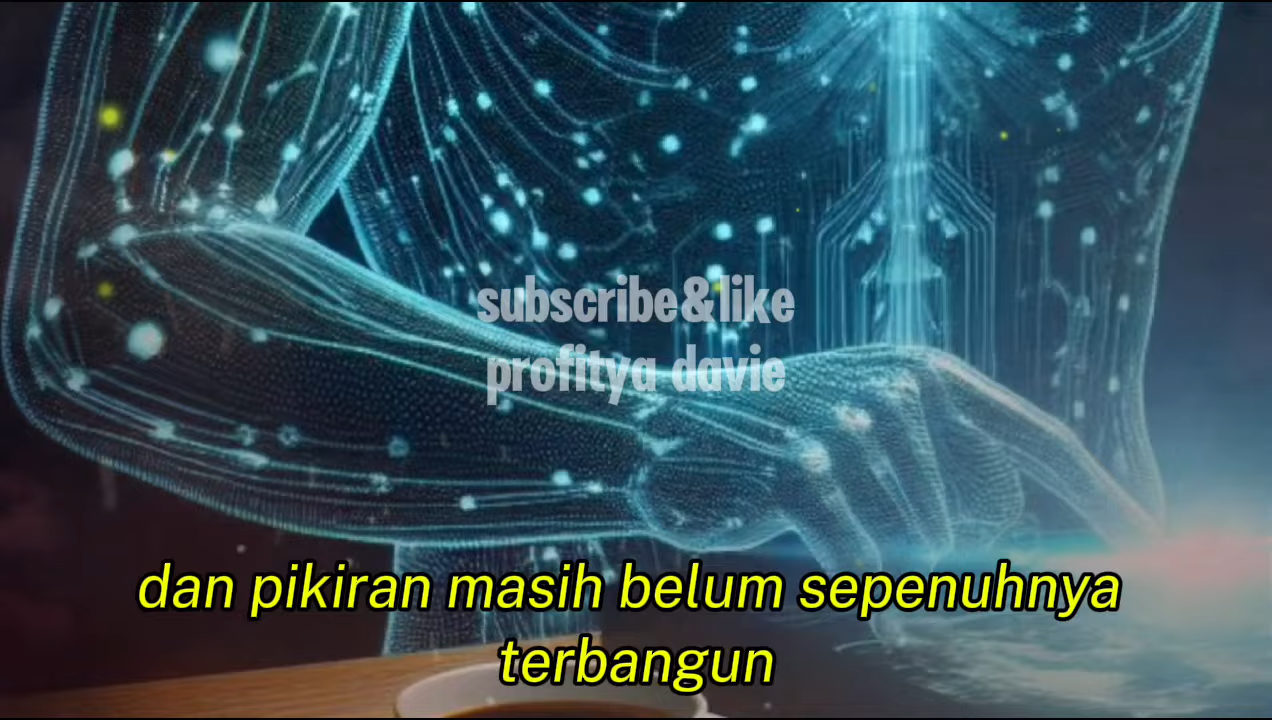 subscribe&like
profitya davie
dan pikiran masih belum sepenuhnya
terbangun